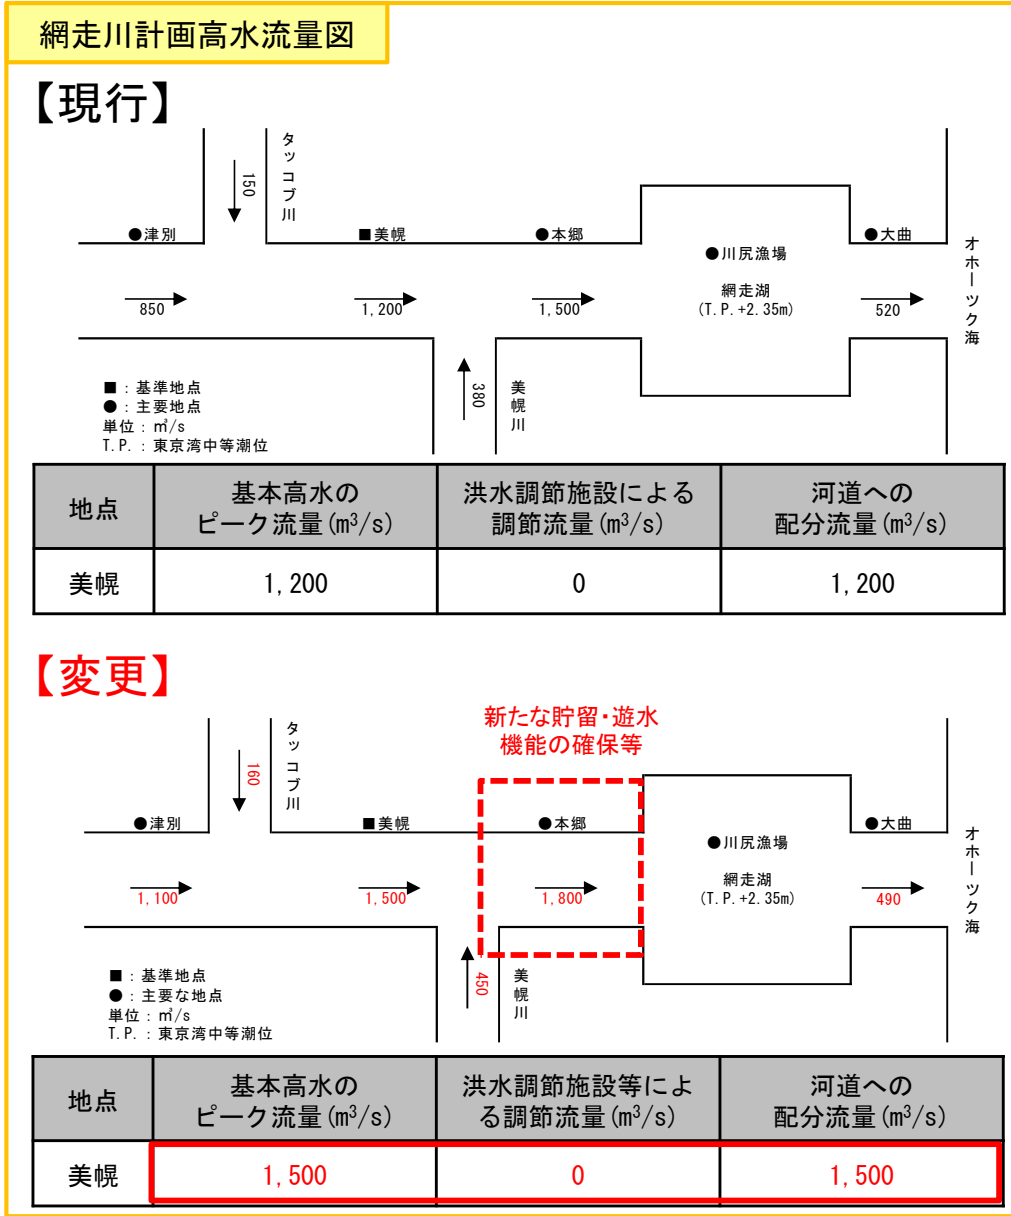 網走川計画高水流量図
【現行】
タッコブ川
150
●津別
■美幌
●本郷
●大曲
●川尻漁場
網走湖
(T.P.+2.35m)
オホーツク海
850
1,200
1,500
520
380
美幌川
■：基準地点
●：主要地点
単位：㎥/s
T.P.：東京湾中等潮位
地点
基本高水の
ピーク流量(m³/s)
洪水調節施設による
調節流量(m³/s)
河道への
配分流量(m³/s)
美幌
1,200
0
1,200
【変更】
新たな貯留・遊水
機能の確保等
タッコブ川
160
●津別
■美幌
●本郷
●大曲
●川尻漁場
網走湖
(T.P.+2.35m)
オホーツク海
1,100
1,500
1,800
490
450
美幌川
■：基準地点
●：主要な地点
単位：㎥/s
T.P.：東京湾中等潮位
地点
基本高水の
ピーク流量(m³/s)
洪水調節施設等によ
る調節流量(m³/s)
河道への
配分流量(m³/s)
美幌
1,500
0
1,500